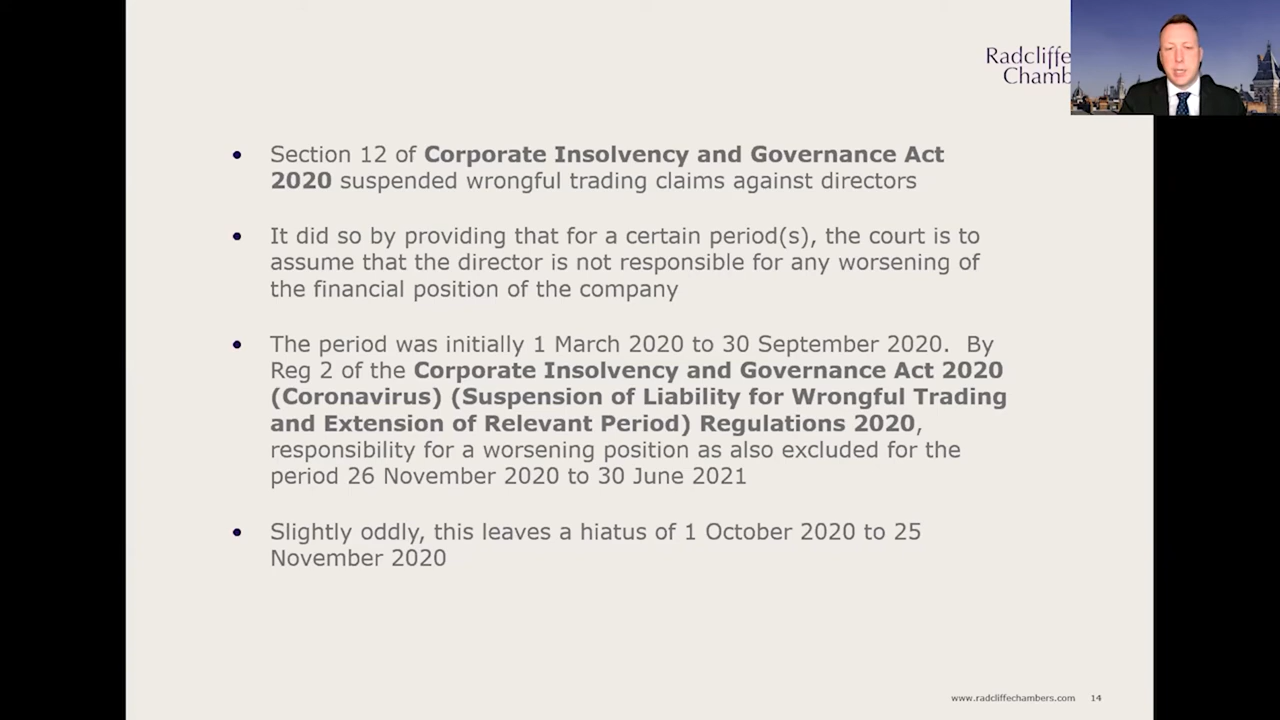 Radcliffe
Chamb
• Section 12 of Corporate Insolvency and Governance Act
2020 suspended wrongful trading claims against directors
• It did so by providing that for a certain period(s), the court is to
assume that the director is not responsible for any worsening of
the financial position of the company
• The period was initially 1 March 2020 to 30 September 2020. By
Reg 2 of the Corporate Insolvency and Governance Act 2020
(Coronavirus) (Suspension of Liability for Wrongful Trading
and Extension of Relevant Period) Regulations 2020,
responsibility for a worsening position as also excluded for the
period 26 November 2020 to 30 June 2021
• Slightly oddly, this leaves a hiatus of 1 October 2020 to 25
November 2020
www.radcliffechambers.com 14